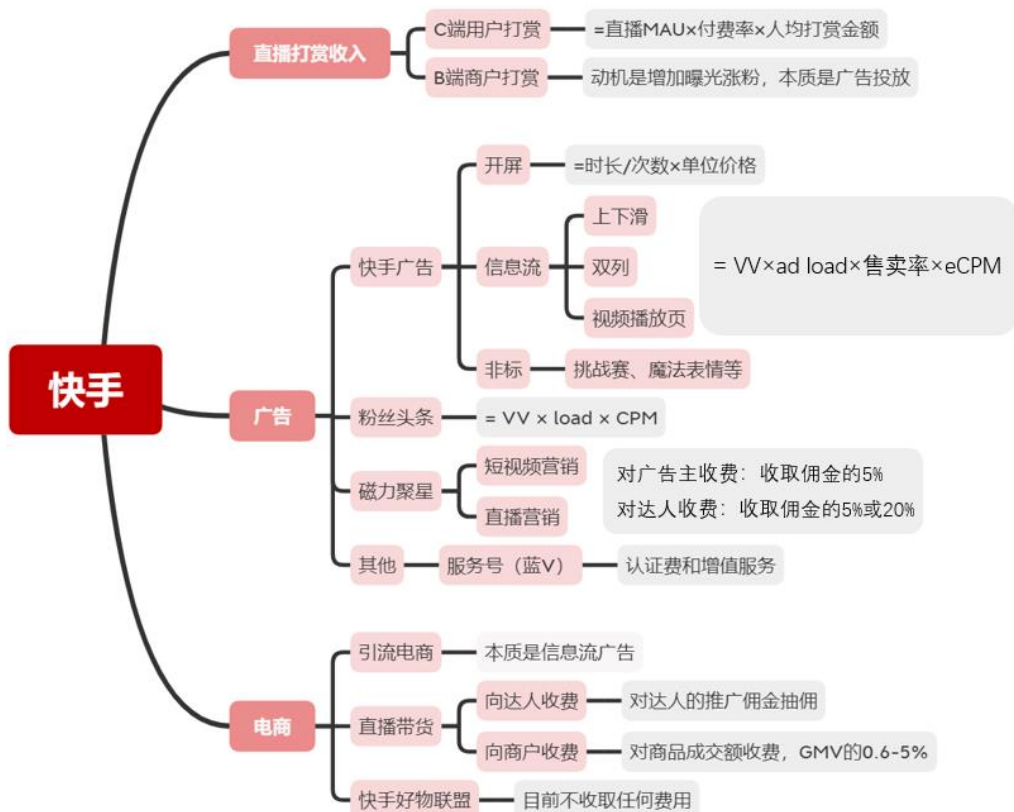 快手
直播打赏收入
C端用户打赏
=直播MAU×付费率×人均打赏金额
B端商户打赏
动机是增加曝光涨粉，本质是广告投放
广告
快手广告
开屏
=时长/次数×单位价格
信息流
上下滑
双列
视频播放页
= VV×ad load×售卖率×eCPM
非标
挑战赛、魔法表情等
粉丝头条
= VV × load × CPM
磁力聚星
短视频营销
直播营销
对广告主收费：收取佣金的5%
对达人收费：收取佣金的5%或20%
其他
服务号（蓝V）
认证费和增值服务
电商
引流电商
本质是信息流广告
直播带货
向达人收费
对达人的推广佣金抽佣
向商户收费
对商品成交额收费，GMV的0.6-5%
快手好物联盟
目前不收取任何费用